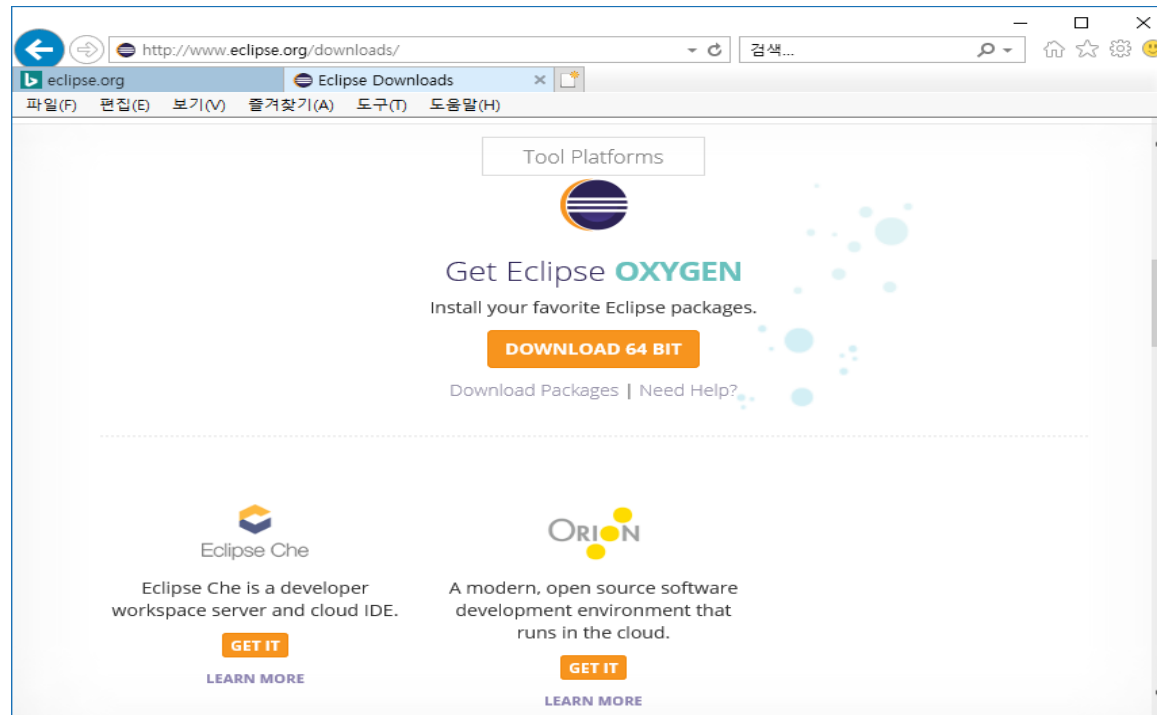 http://www.eclipse.org/downloads/
검색...
eclipse.org
Eclipse Downloads
파일(F) 편집(E) 보기(V) 즐겨찾기(A) 도구(T) 도움말(H)
Tool Platforms
Get Eclipse OXYGEN
Install your favorite Eclipse packages.
DOWNLOAD 64 BIT
Download Packages | Need Help?
Eclipse Che
Eclipse Che is a developer
workspace server and cloud IDE.
GET IT
LEARN MORE
ORION
A modern, open source software
development environment that
runs in the cloud.
GET IT
LEARN MORE